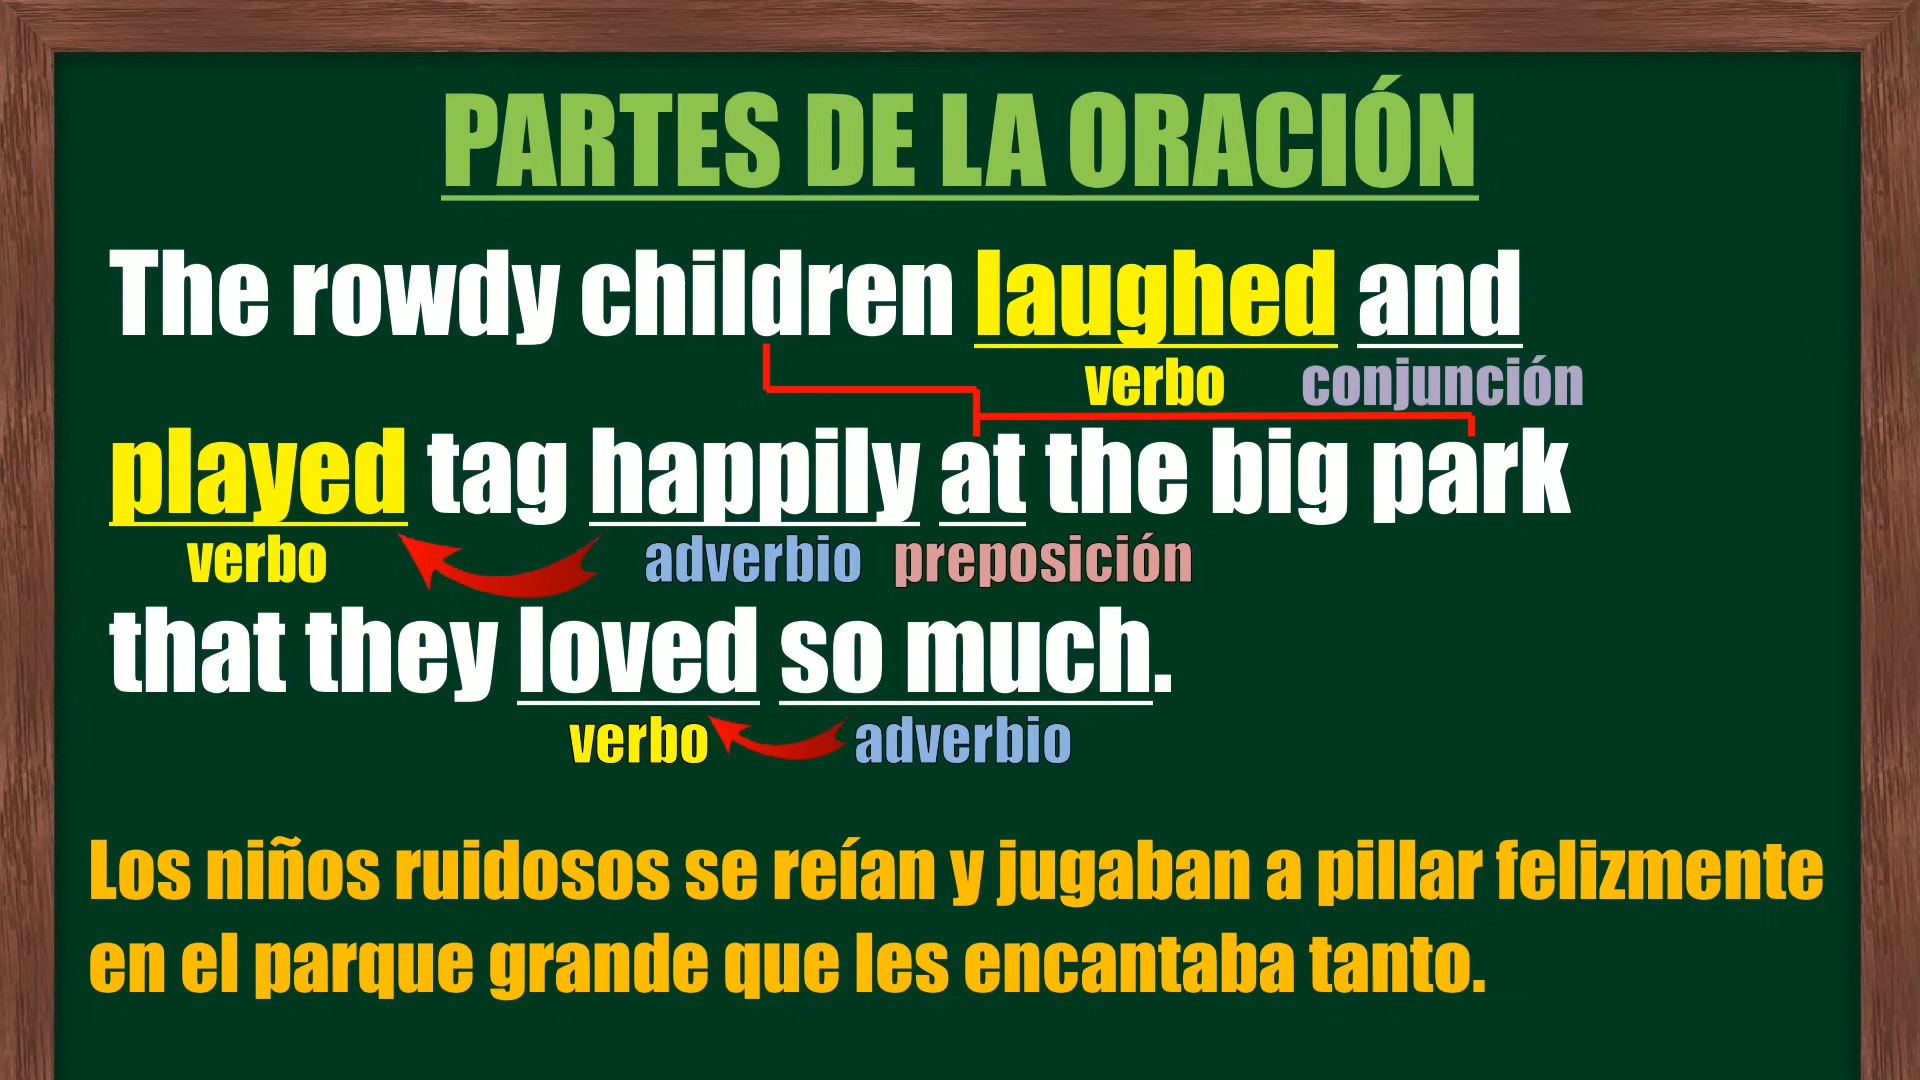 PARTES DE LA ORACIÓN
The rowdy children laughed and
verbo conjunción
played tag happily at the big park
verbo adverbio preposición
that they loved so much.
verbo adverbio
Los niños ruidosos se reían y jugaban a pillar felizmente
en el parque grande que les encantaba tanto.